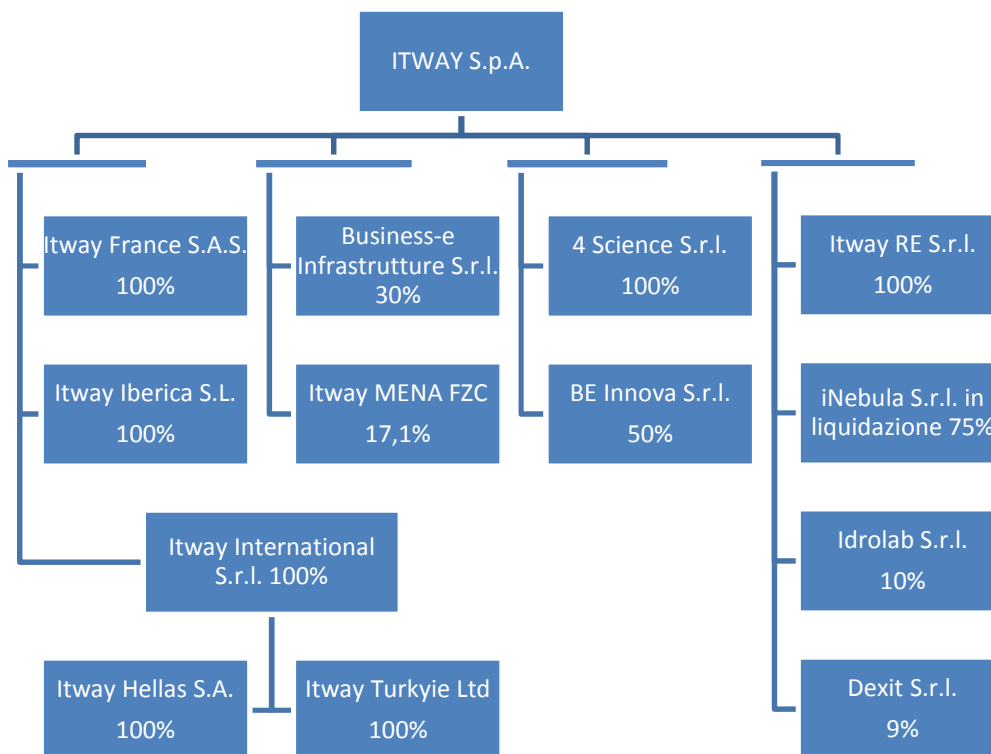 ITWAY S.p.A.
Itway France S.A.S.
100%
Business-e
Infrastrutture S.r.l.
30%
4 Science S.r.l.
100%
Itway RE S.r.l.
100%
Itway Iberica S.L.
100%
Itway MENA FZC
17,1%
BE Innova S.r.l.
50%
iNebula S.r.l. in
liquidazione 75%
Itway International
S.r.l. 100%
Idrolab S.r.l.
10%
Itway Hellas S.A.
100%
Itway Turkyie Ltd
100%
Dexit S.r.l.
9%